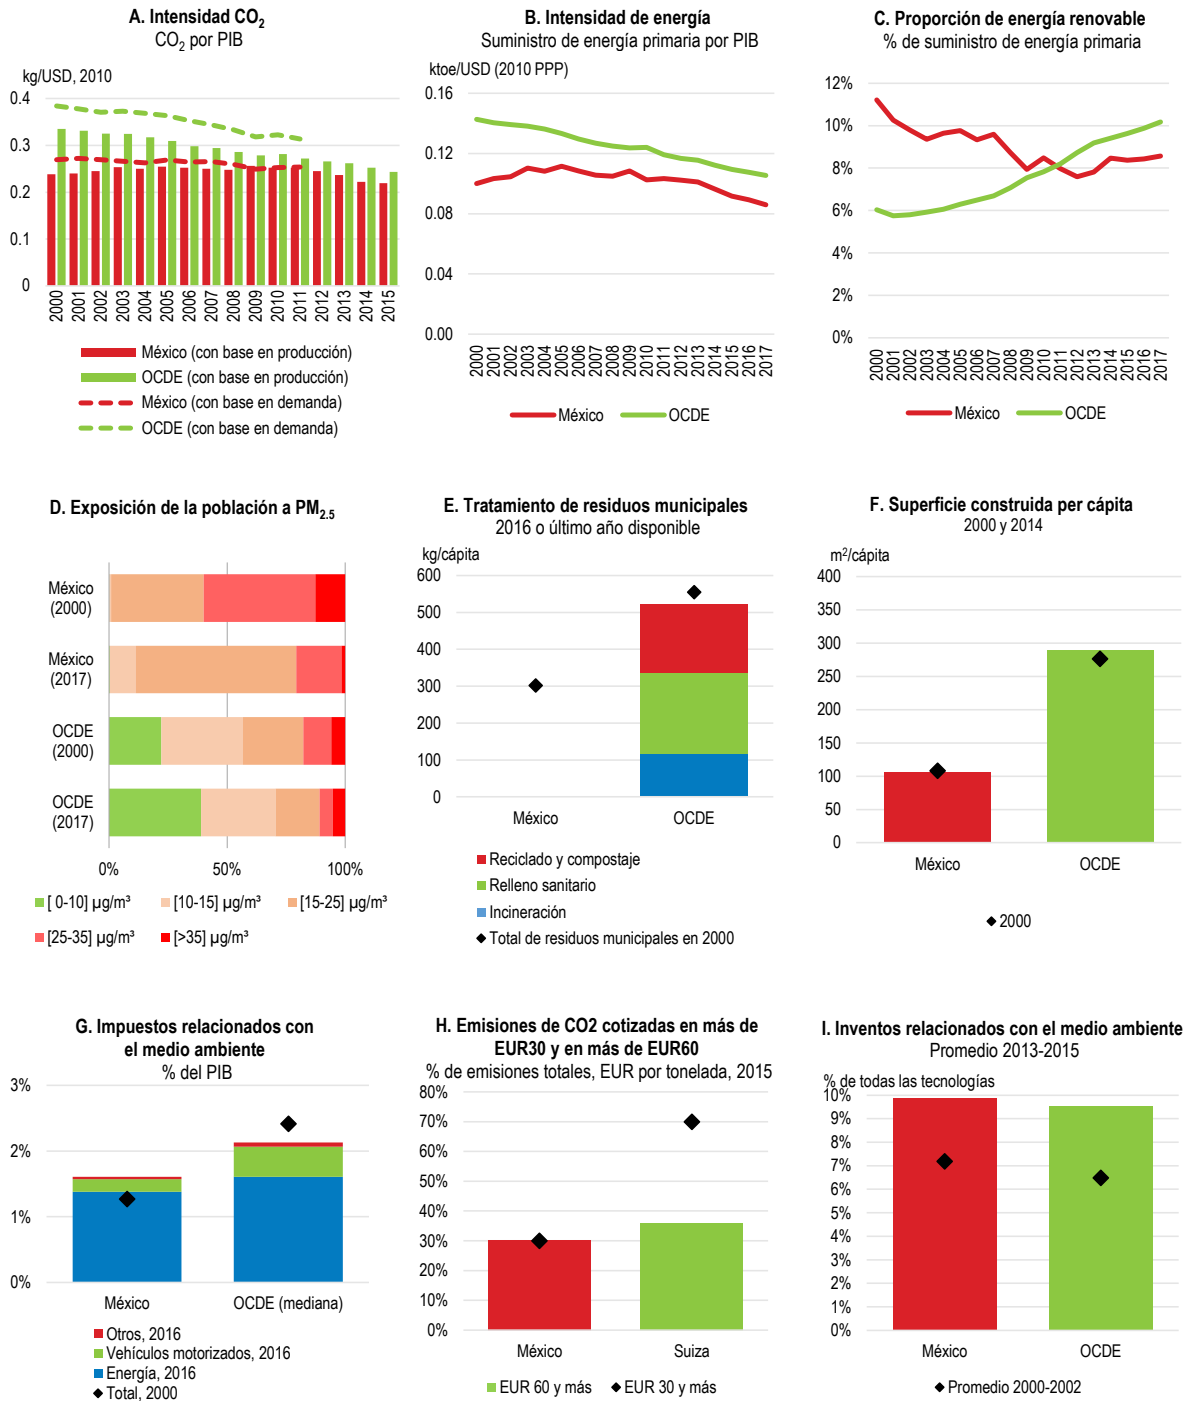 A. Intensidad CO2
CO2 por PIB
kg/USD, 2010
0.4
0.3
0.2
0.1
0
2000 2001 2002 2003 2004 2005 2006 2007 2008 2009 2010 2011 2012 2013 2014 2015
México (con base en producción)
OCDE (con base en producción)
México (con base en demanda)
OCDE (con base en demanda)
B. Intensidad de energía
Suministro de energía primaria por PIB
ktoe/USD (2010 PPP)
0.16
0.12
0.08
0.04
0.00
2000 2001 2002 2003 2004 2005 2006 2007 2008 2009 2010 2011 2012 2013 2014 2015 2016 2017
México OCDE
C. Proporción de energía renovable
% de suministro de energía primaria
12%
10%
8%
6%
4%
2%
0%
2000 2001 2002 2003 2004 2005 2006 2007 2008 2009 2010 2011 2012 2013 2014 2015 2016 2017
México OCDE
D. Exposición de la población a PM2.5
México
(2000)
México
(2017)
OCDE
(2000)
OCDE
(2017)
0% 50% 100%
[ 0-10] µg/m³ [10-15] µg/m³ [15-25] µg/m³
[25-35] µg/m³ [>35] µg/m³
E. Tratamiento de residuos municipales
2016 o último año disponible
kg/cápita
600
500
400
300
200
100
0
México OCDE
Reciclado y compostaje
Relleno sanitario
Incineración
Total de residuos municipales en 2000
F. Superficie construida per cápita
2000 y 2014
m²/cápita
400
350
300
250
200
150
100
50
0
México OCDE
2000
G. Impuestos relacionados con
el medio ambiente
% del PIB
3%
2%
1%
0%
México OCDE (mediana)
Otros, 2016
Vehículos motorizados, 2016
Energía, 2016
Total, 2000
H. Emisiones de CO2 cotizadas en más de
EUR30 y en más de EUR60
% de emisiones totales, EUR por tonelada, 2015
80%
70%
60%
50%
40%
30%
20%
10%
0%
México Suiza
EUR 60 y más EUR 30 y más
I. Inventos relacionados con el medio ambiente
Promedio 2013-2015
% de todas las tecnologías
10%
9%
8%
7%
6%
5%
4%
3%
2%
1%
0%
México OCDE
Promedio 2000-2002